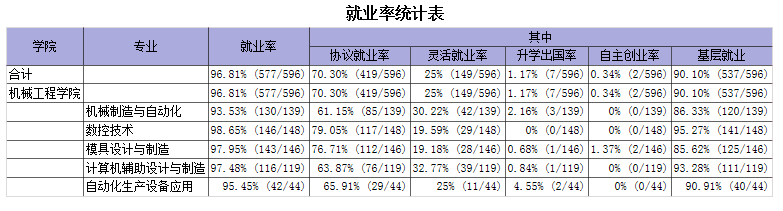 就业率统计表
学院 专业 就业率 其中
协议就业率 灵活就业率 升学出国率 自主创业率 基层就业
合计 96.81% (577/596) 70.30% (419/596) 25% (149/596) 1.17% (7/596) 0.34% (2/596) 90.10% (537/596)
机械工程学院 96.81% (577/596) 70.30% (419/596) 25% (149/596) 1.17% (7/596) 0.34% (2/596) 90.10% (537/596)
机械制造与自动化 93.53% (130/139) 61.15% (85/139) 30.22% (42/139) 2.16% (3/139) 0% (0/139) 86.33% (120/139)
数控技术 98.65% (146/148) 79.05% (117/148) 19.59% (29/148) 0% (0/148) 0% (0/148) 95.27% (141/148)
模具设计与制造 97.95% (143/146) 76.71% (112/146) 19.18% (28/146) 0.68% (1/146) 1.37% (2/146) 85.62% (125/146)
计算机辅助设计与制造 97.48% (116/119) 63.87% (76/119) 32.77% (39/119) 0.84% (1/119) 0% (0/119) 93.28% (111/119)
自动化生产设备应用 95.45% (42/44) 65.91% (29/44) 25% (11/44) 4.55% (2/44) 0% (0/44) 90.91% (40/44)